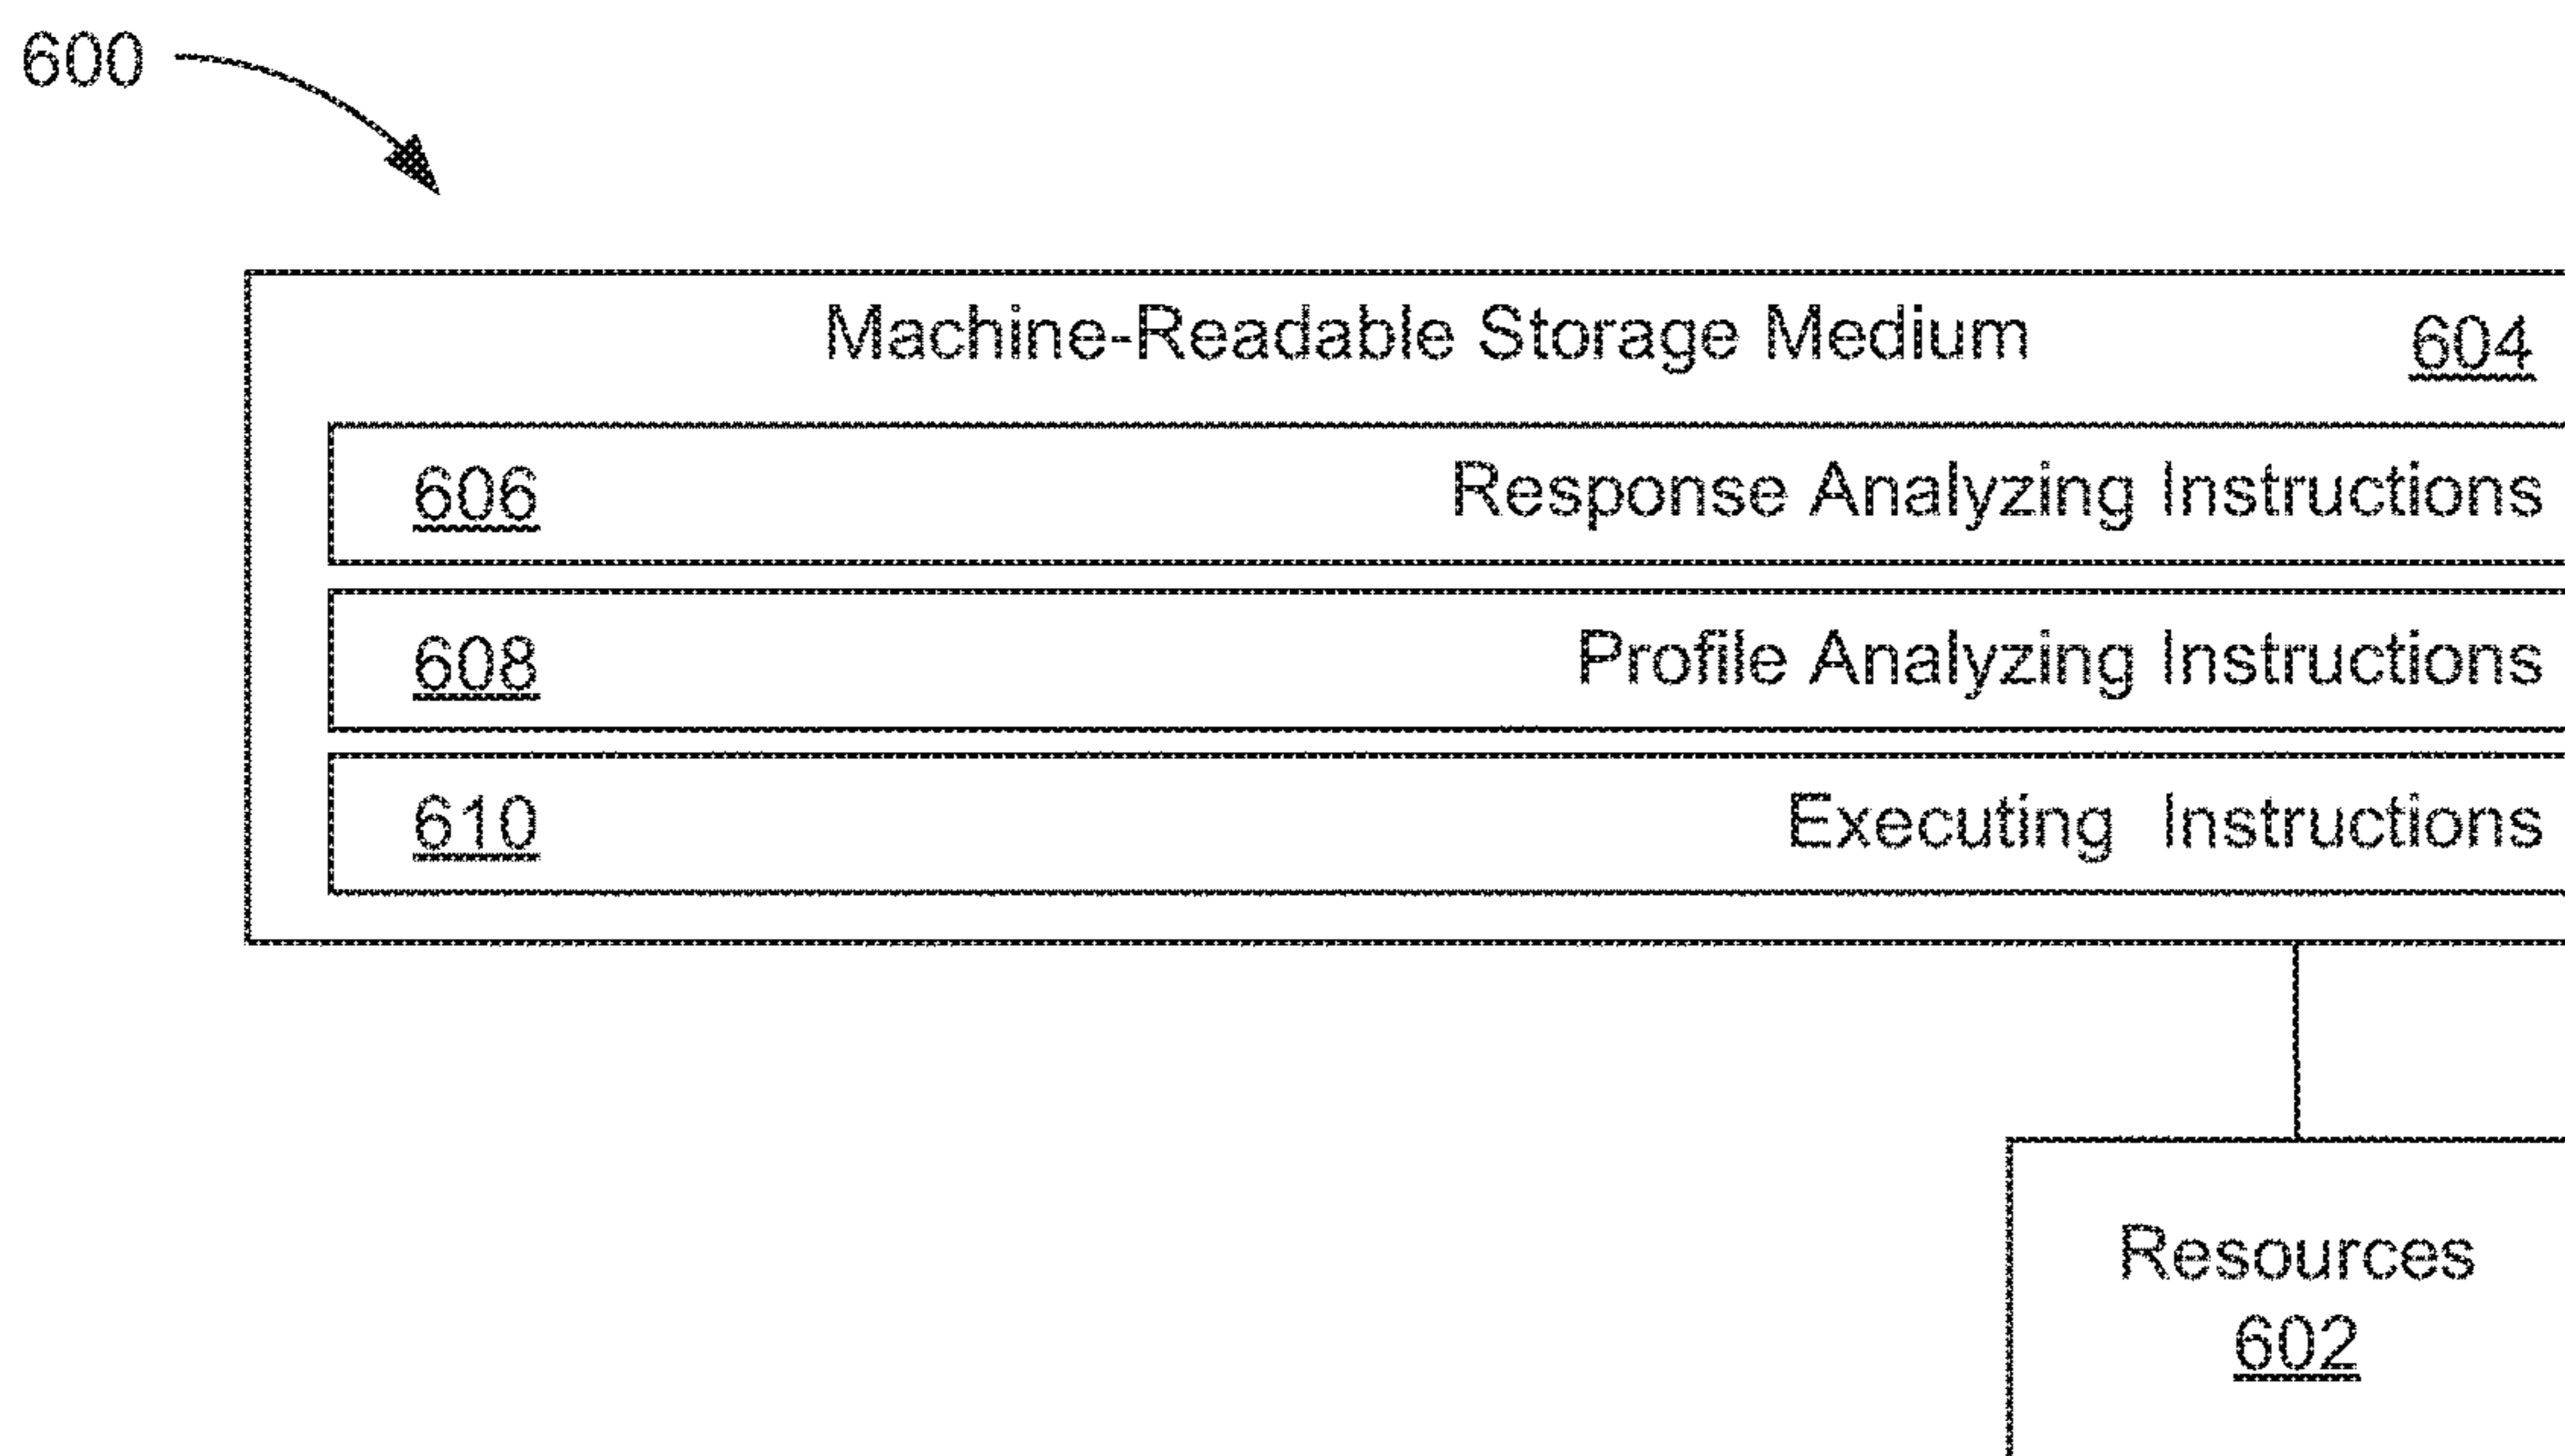 600
Machine-Readable Storage Medium 604
606 Response Analyzing Instructions
608 Profile Analyzing Instructions
610 Executing Instructions
Resources
602